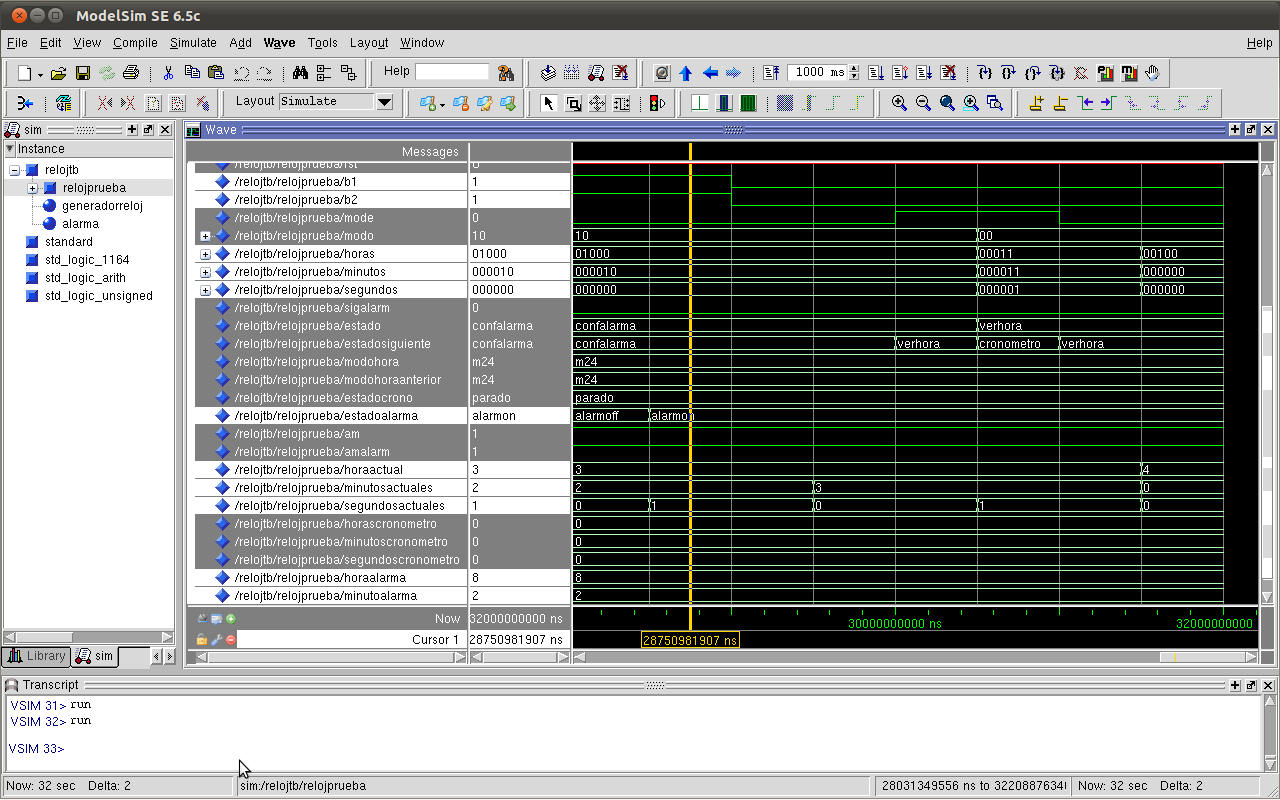 ModelSim SE 6.5c
File Edit View Compile Simulate Add Wave Tools Layout Window Help
Help 1000 ms
Layout Simulate
sim Wave
Instance Messages
relojtb
relojprueba
generadorreloj
alarma
standard
std_logic_1164
std_logic_arith
std_logic_unsigned
/relojtb/relojprueba/rst 0
/relojtb/relojprueba/b1 1
/relojtb/relojprueba/b2 1
/relojtb/relojprueba/mode 0
/relojtb/relojprueba/modo 10 10 00
/relojtb/relojprueba/horas 01000 01000 00011 00100
/relojtb/relojprueba/minutos 000010 000010 000011 000000
/relojtb/relojprueba/segundos 000000 000000 000001 000000
/relojtb/relojprueba/sigalarm 0
/relojtb/relojprueba/estado confalarma confalarma verhora
/relojtb/relojprueba/estadosiguiente confalarma confalarma verhora cronometro verhora
/relojtb/relojprueba/modohora m24 m24
/relojtb/relojprueba/modohoraanterior m24 m24
/relojtb/relojprueba/estadocrono parado parado
/relojtb/relojprueba/estadoalarma alarmon alarmoff alarmon
/relojtb/relojprueba/am 1
/relojtb/relojprueba/amalarm 1
/relojtb/relojprueba/horaactual 3 3 4
/relojtb/relojprueba/minutosactuales 2 2 3 0
/relojtb/relojprueba/segundosactuales 1 0 1 0 1 0
/relojtb/relojprueba/horascronometro 0 0
/relojtb/relojprueba/minutoscronometro 0 0
/relojtb/relojprueba/segundoscronometro 0 0
/relojtb/relojprueba/horaalarma 8 8
/relojtb/relojprueba/minutoalarma 2 2
Now 32000000000 ns 30000000000 ns 32000000000
Cursor 1 28750981907 ns 28750981907 ns
Library sim
Transcript
VSIM 31> run
VSIM 32> run
VSIM 33>
Now: 32 sec Delta: 2 sim:/relojtb/relojprueba 28031349556 ns to 3220887634 Now: 32 sec Delta: 2